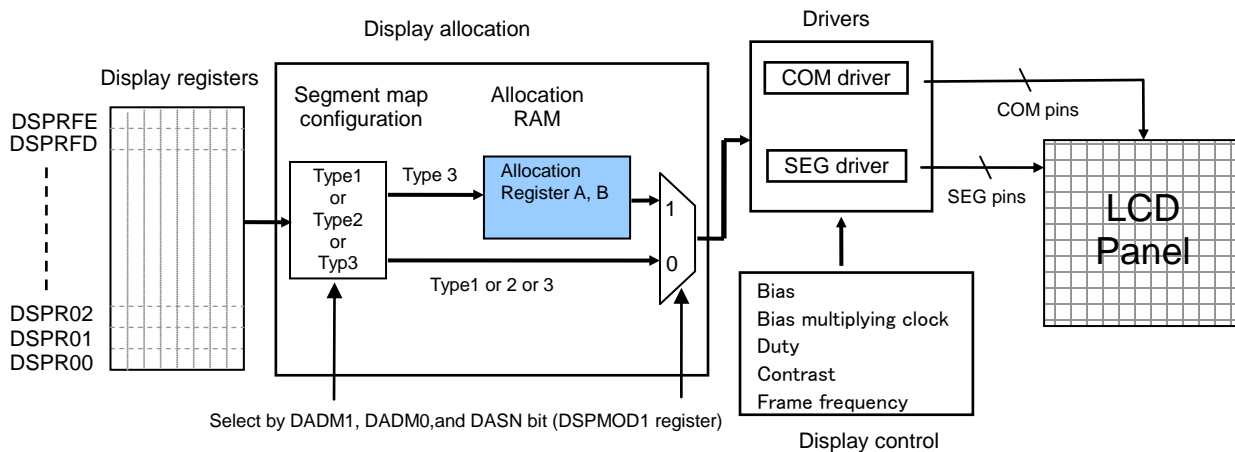 Display registers
DSPRFE
DSPRFD
DSPR02
DSPR01
DSPR00
Display allocation
Segment map
configuration
Type1
or
Type2
or
Typ3
Type 3
Type1 or 2 or 3
Allocation
RAM
Allocation
Register A, B
1
0
Select by DADM1, DADM0,and DASN bit (DSPMOD1 register)
Drivers
COM driver
SEG driver
COM pins
SEG pins
LCD
Panel
Bias
Bias multiplying clock
Duty
Contrast
Frame frequency
Display control